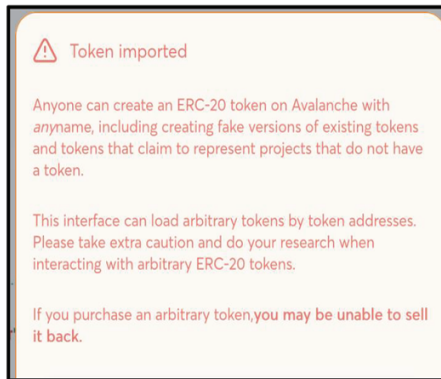 Token imported
Anyone can create an ERC-20 token on Avalanche with
anyname, including creating fake versions of existing tokens
and tokens that claim to represent projects that do not have
a token.
This interface can load arbitrary tokens by token addresses.
Please take extra caution and do your research when
interacting with arbitrary ERC-20 tokens.
If you purchase an arbitrary token,you may be unable to sell
it back.